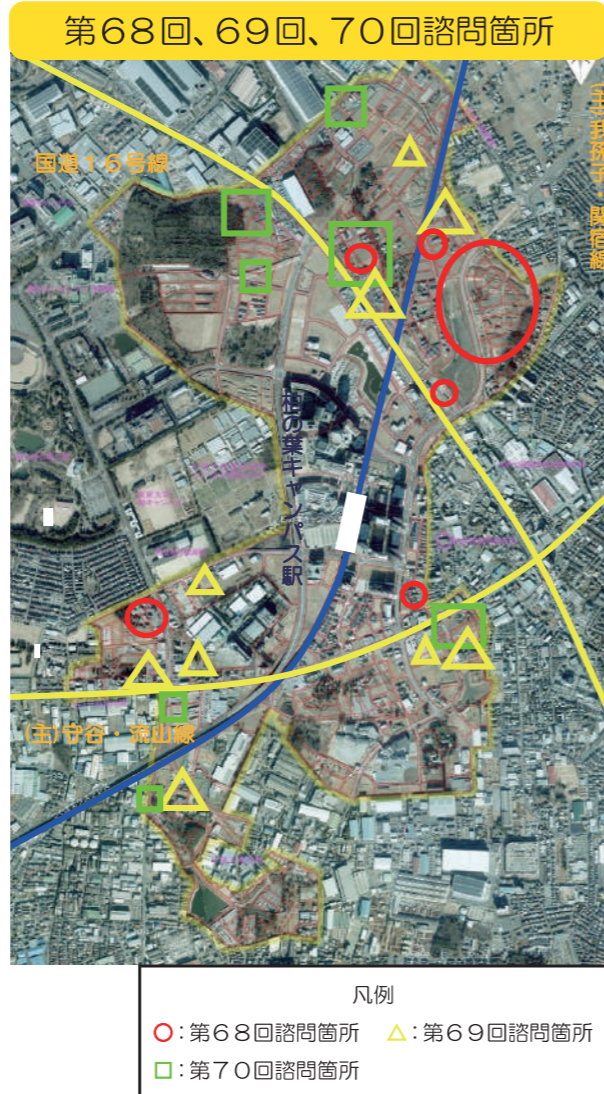 第68回、69回、70回諮問箇所
国道16号線
(主)我孫子・関宿線
柏の葉キャンパス駅
(主)守谷・流山線
凡例
○：第68回諮問箇所　△：第69回諮問箇所
□：第70回諮問箇所